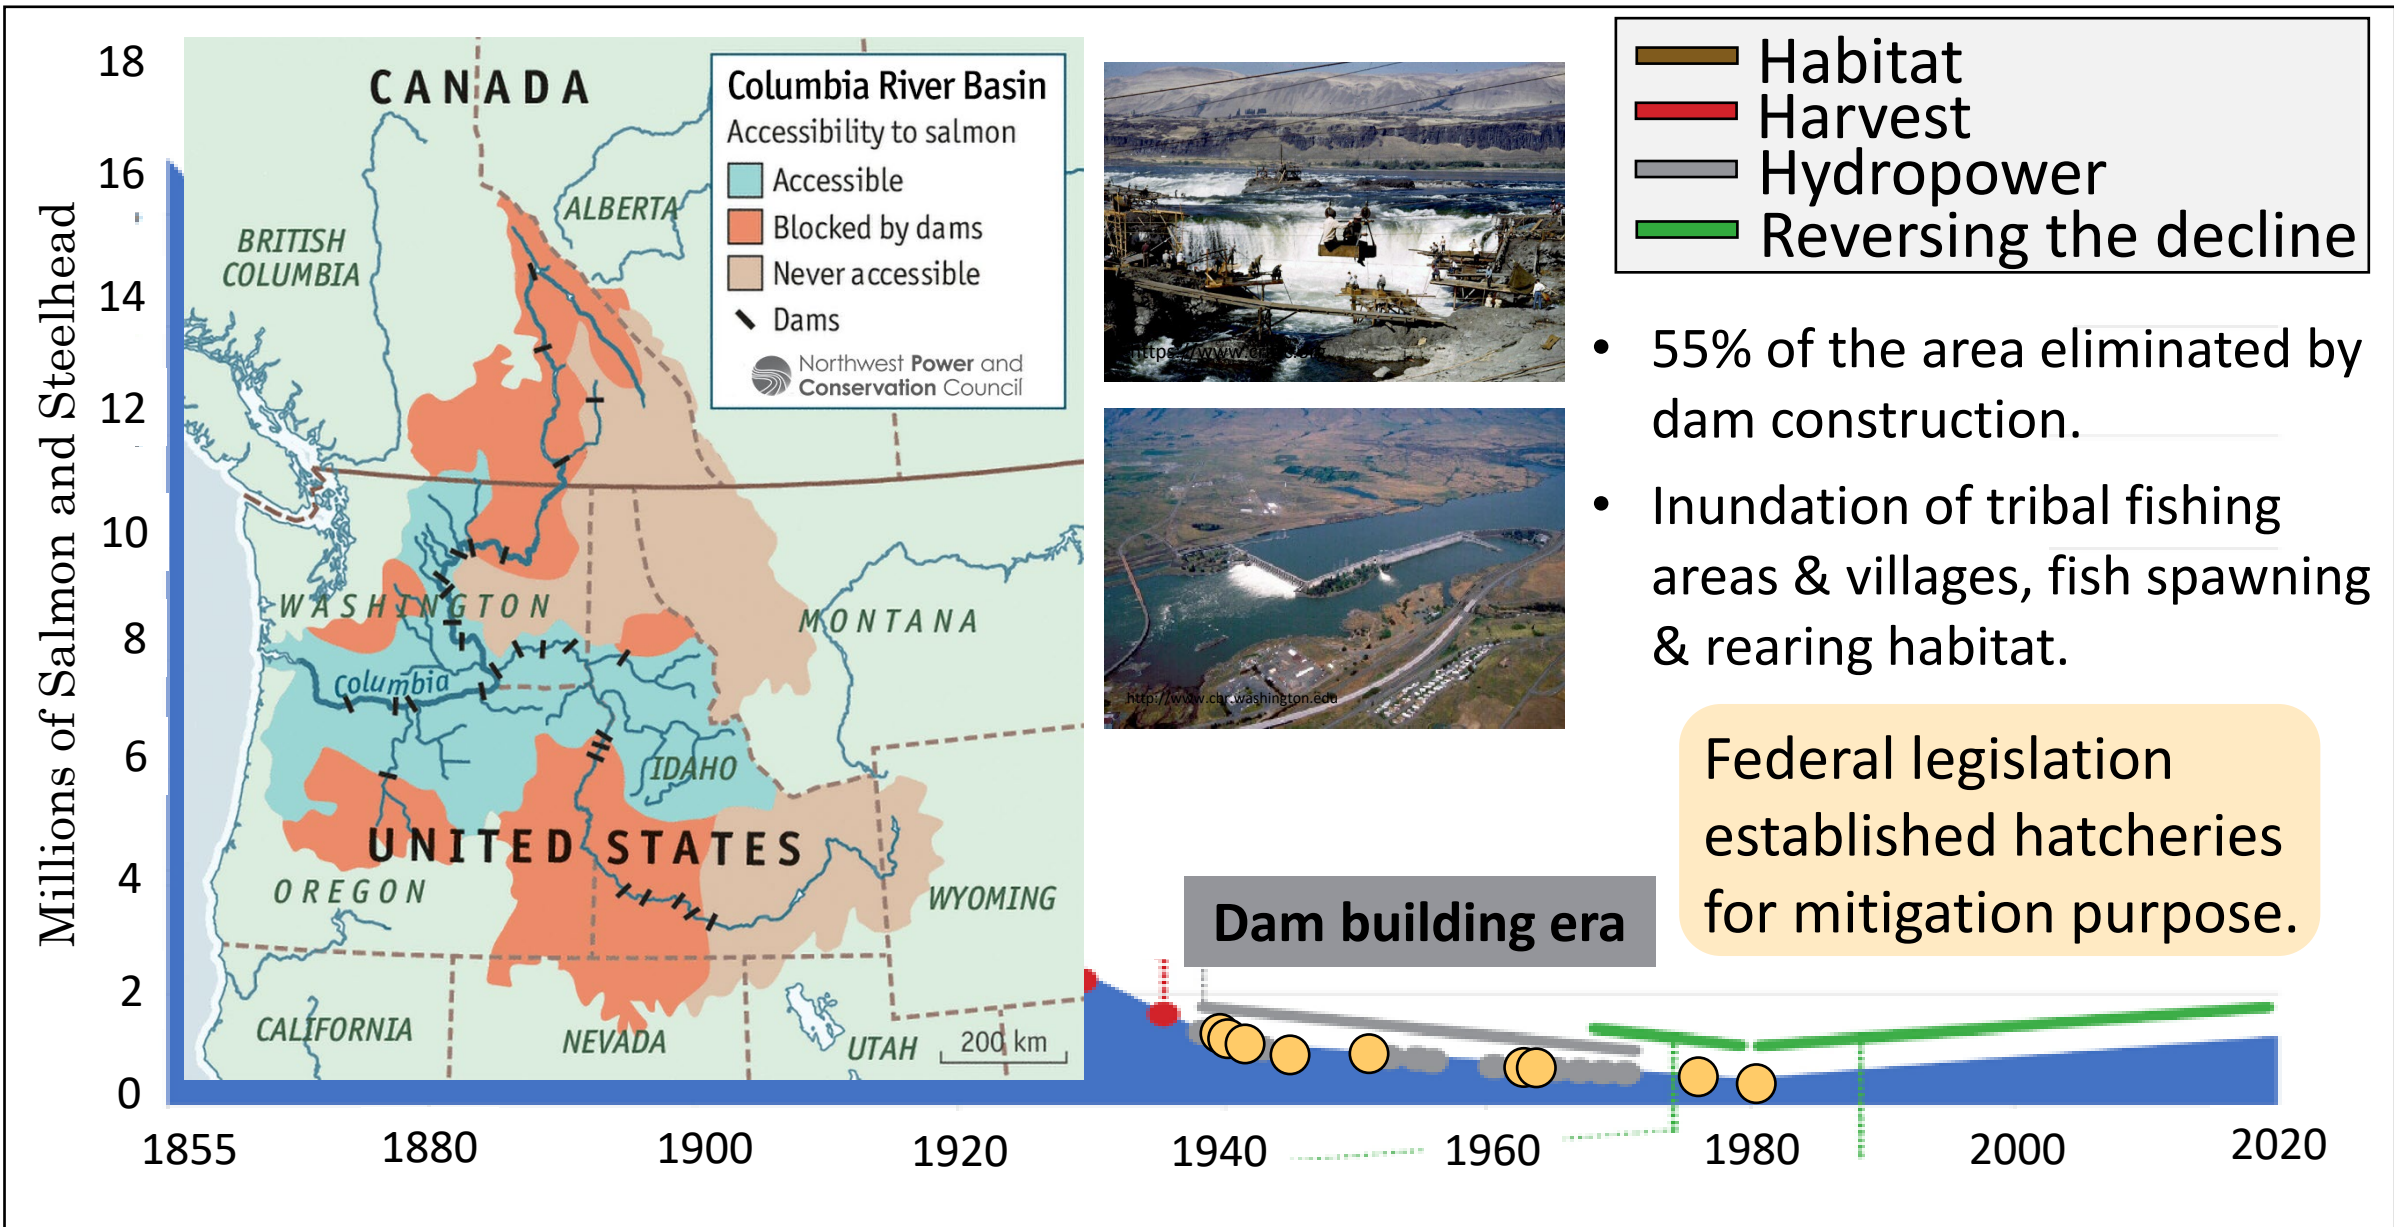 Millions of Salmon and Steelhead
18
16
14
12
10
8
6
4
2
0
1855
1880
1900
1920
1940
1960
1980
2000
2020
CANADA
BRITISH
COLUMBIA
ALBERTA
WASHINGTON
MONTANA
Columbia
IDAHO
UNITED STATES
OREGON
WYOMING
CALIFORNIA
NEVADA
UTAH
200 km
Columbia River Basin
Accessibility to salmon
Accessible
Blocked by dams
Never accessible
Dams
Northwest Power and
Conservation Council
http://www.cbr.washington.edu
Habitat
Harvest
Hydropower
Reversing the decline
• 55% of the area eliminated by
dam construction.
• Inundation of tribal fishing
areas & villages, fish spawning
& rearing habitat.
Federal legislation
established hatcheries
for mitigation purpose.
Dam building era